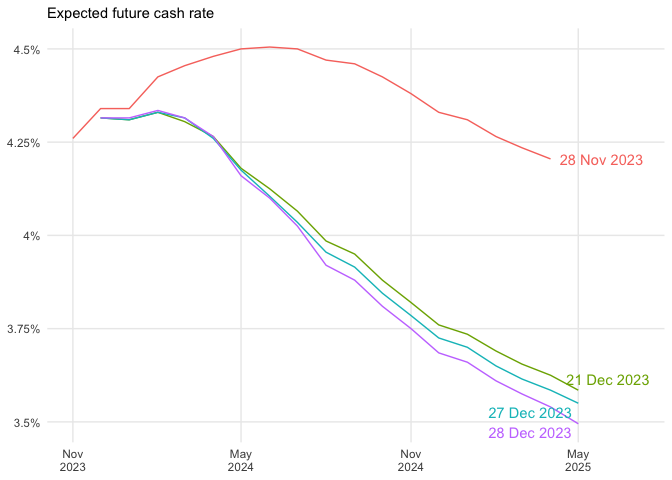 Expected future cash rate
4.5%
4.25%
4%
3.75%
3.5%
28 Nov 2023
21 Dec 2023
27 Dec 2023
28 Dec 2023
Nov
2023
May
2024
Nov
2024
May
2025